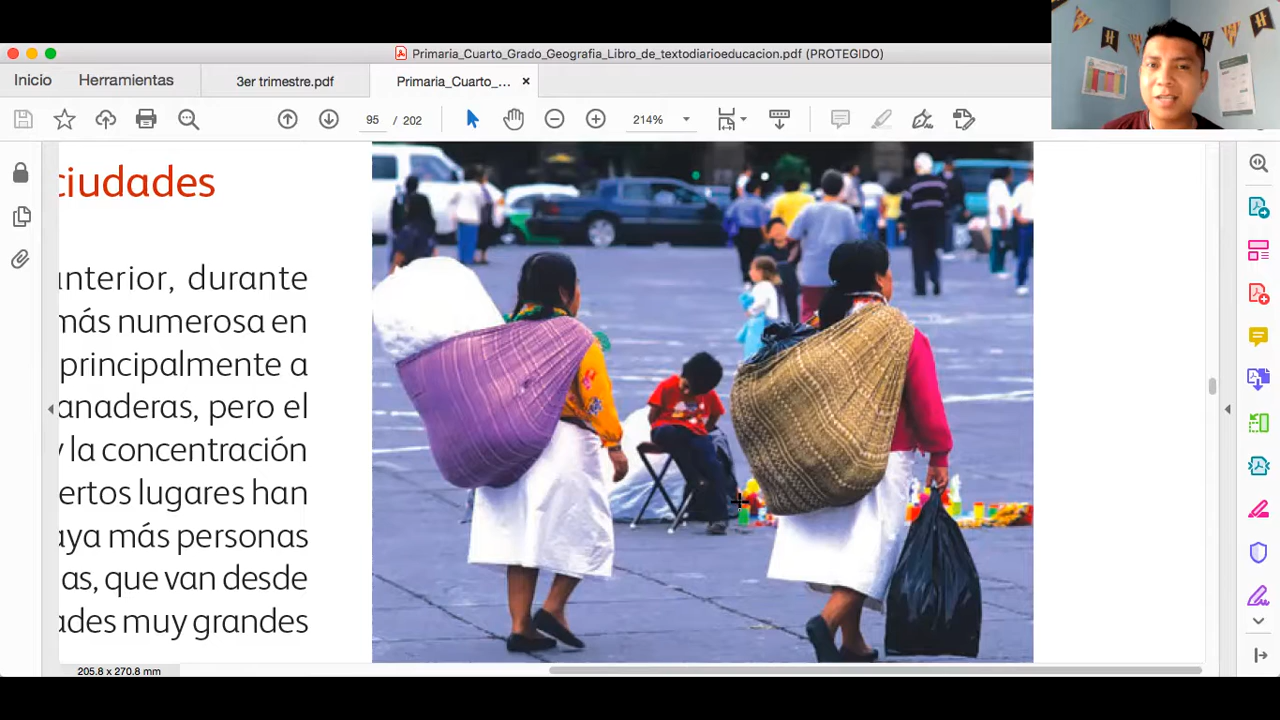 Primaria_Cuarto_Grado_Geografia_Libro_de_textodiarioeducacion.pdf (PROTEGIDO)
Inicio Herramientas 3er trimestre.pdf Primaria_Cuarto_... ×
95 / 202 214%
ciudades
anterior, durante
más numerosa en
principalmente a
anaderas, pero el
y la concentración
iertos lugares han
aya más personas
as, que van desde
ades muy grandes
205.8 x 270.8 mm